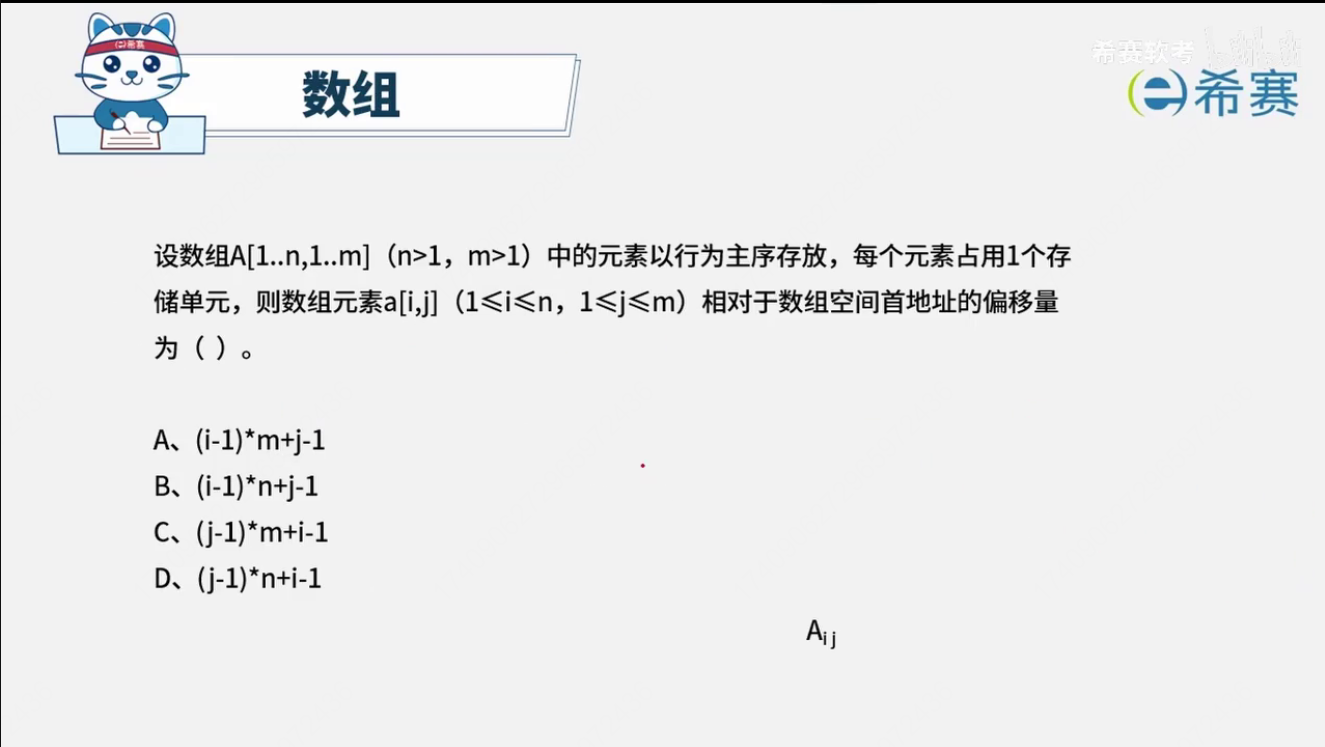 希赛
数组
希赛软考
希赛
设数组A[1..n,1..m]（n>1，m>1）中的元素以行为主序存放，每个元素占用1个存
储单元，则数组元素a[i,j]（1≤i≤n，1≤j≤m）相对于数组空间首地址的偏移量
为（ ）。
A、(i-1)*m+j-1
B、(i-1)*n+j-1
C、(j-1)*m+i-1
D、(j-1)*n+i-1
Aij